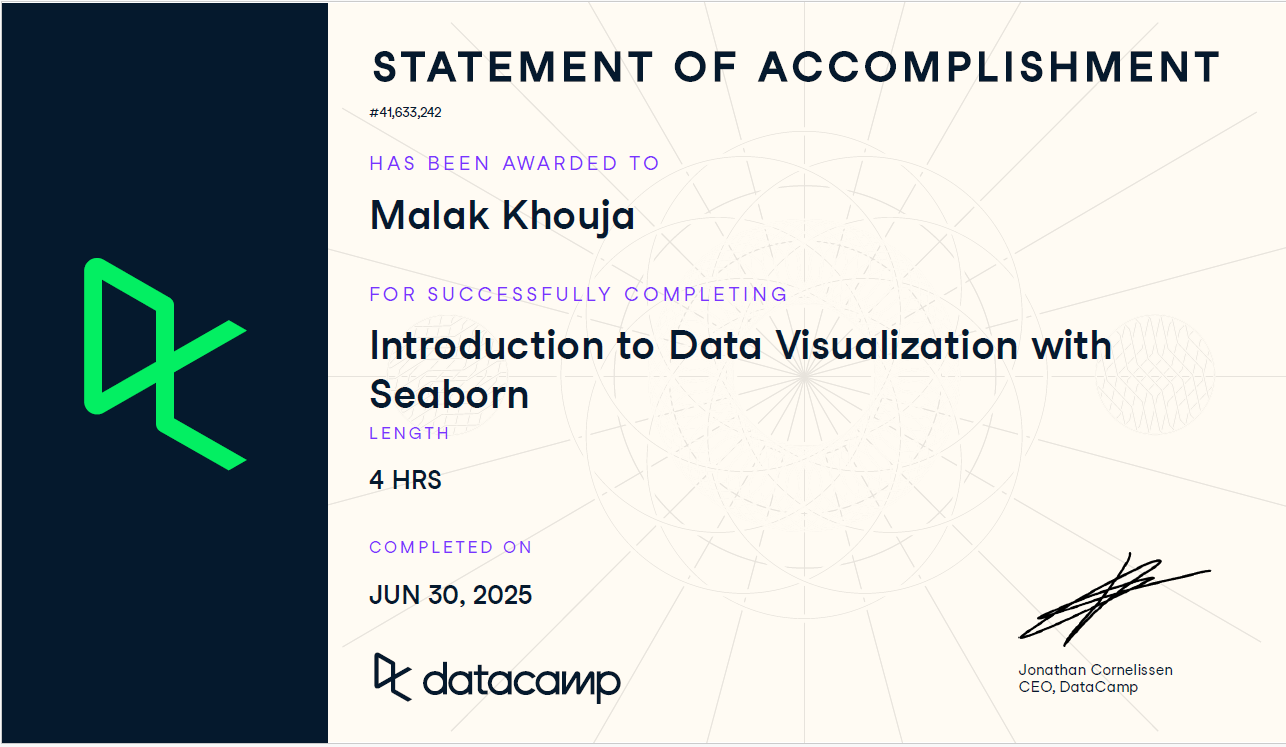 STATEMENT OF ACCOMPLISHMENT
#41,633,242
HAS BEEN AWARDED TO
Malak Khouja
FOR SUCCESSFULLY COMPLETING
Introduction to Data Visualization with
Seaborn
LENGTH
4 HRS
COMPLETED ON
JUN 30, 2025
datacamp
Jonathan Cornelissen
CEO, DataCamp